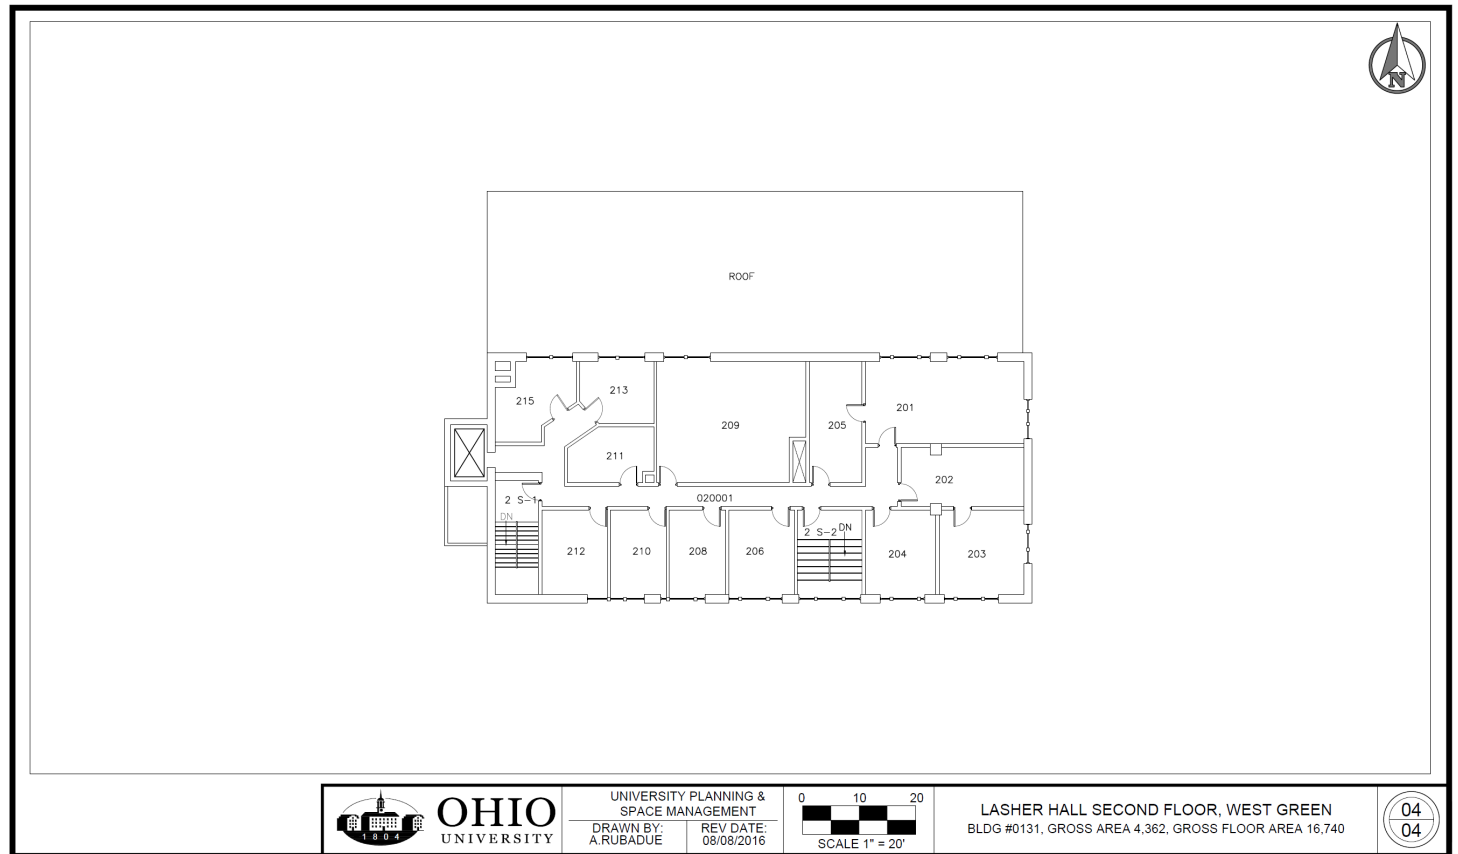 N
ROOF
213
215
201
209
205
211
202
2 S-1
020001
DN
2 S-2
DN
212
210
208
206
204
203
1804
OHIO
UNIVERSITY
UNIVERSITY PLANNING &
SPACE MANAGEMENT
DRAWN BY:
A.RUBADUE
REV DATE:
08/08/2016
0 10 20
SCALE 1" = 20'
LASHER HALL SECOND FLOOR, WEST GREEN
BLDG #0131, GROSS AREA 4,362, GROSS FLOOR AREA 16,740
04
04